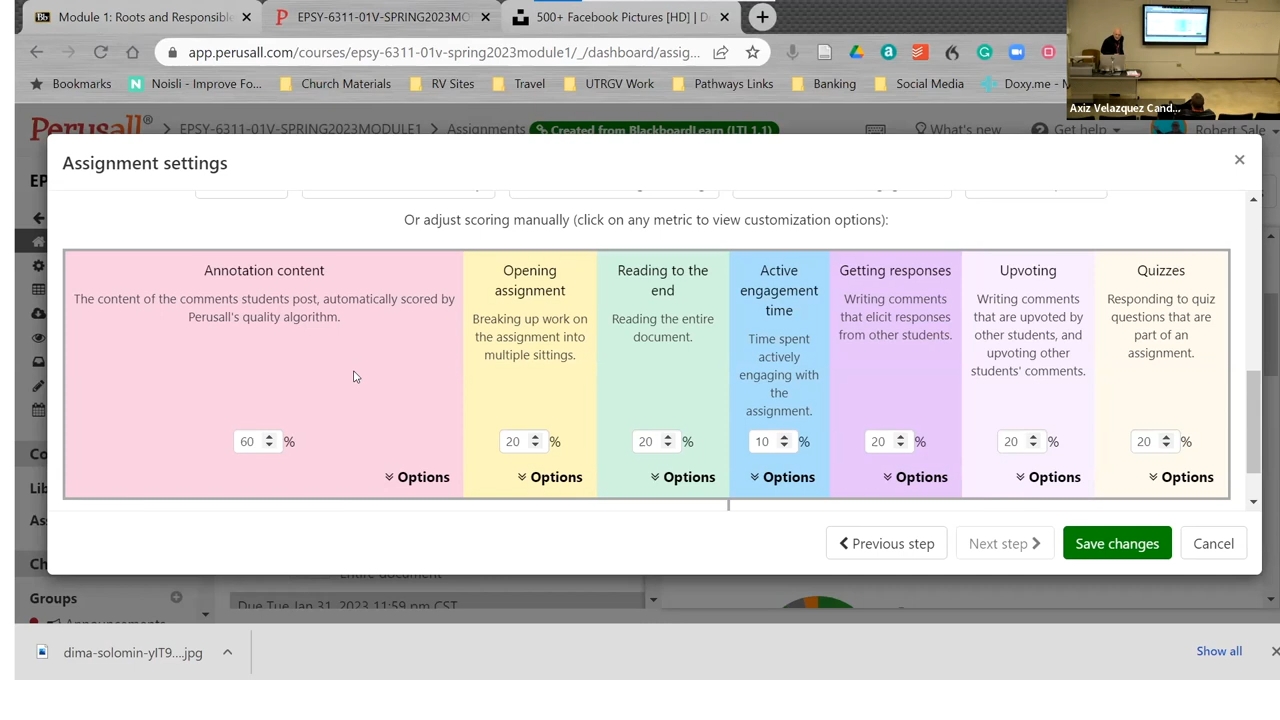 Module 1: Roots and Responsible
EPSY-6311-01V-SPRING2023MO
500+ Facebook Pictures [HD] | D
app.perusall.com/courses/epsy-6311-01v-spring2023module1/_/dashboard/assig...
Bookmarks
Noisli - Improve Fo...
Church Materials
RV Sites
Travel
UTRGV Work
Pathways Links
Banking
Social Media
Doxy.me - M
Axiz Velazquez Cand...
Perusall®
EPSY-6311-01V-SPRING2023MODULE1
Assignments
Created from BlackboardLearn (LTI 1.1)
What's new
Get help
Robert Sale
EP
Assignment settings
Or adjust scoring manually (click on any metric to view customization options):
Annotation content
The content of the comments students post, automatically scored by
Perusall's quality algorithm.
60 %
Options
Opening
assignment
Breaking up work on
the assignment into
multiple sittings.
20 %
Options
Reading to the
end
Reading the entire
document.
20 %
Options
Active
engagement
time
Time spent
actively
engaging with
the
assignment.
10 %
Options
Getting responses
Writing comments
that elicit responses
from other students.
20 %
Options
Upvoting
Writing comments
that are upvoted by
other students, and
upvoting other
students' comments.
20 %
Options
Quizzes
Responding to quiz
questions that are
part of an
assignment.
20 %
Options
Co
Lib
As
Ch
Previous step
Next step
Save changes
Cancel
Entire document
Groups
Due Tue Jan 31, 2023 11:59 pm CST
Announcements
dima-solomin-yIT9....jpg
Show all